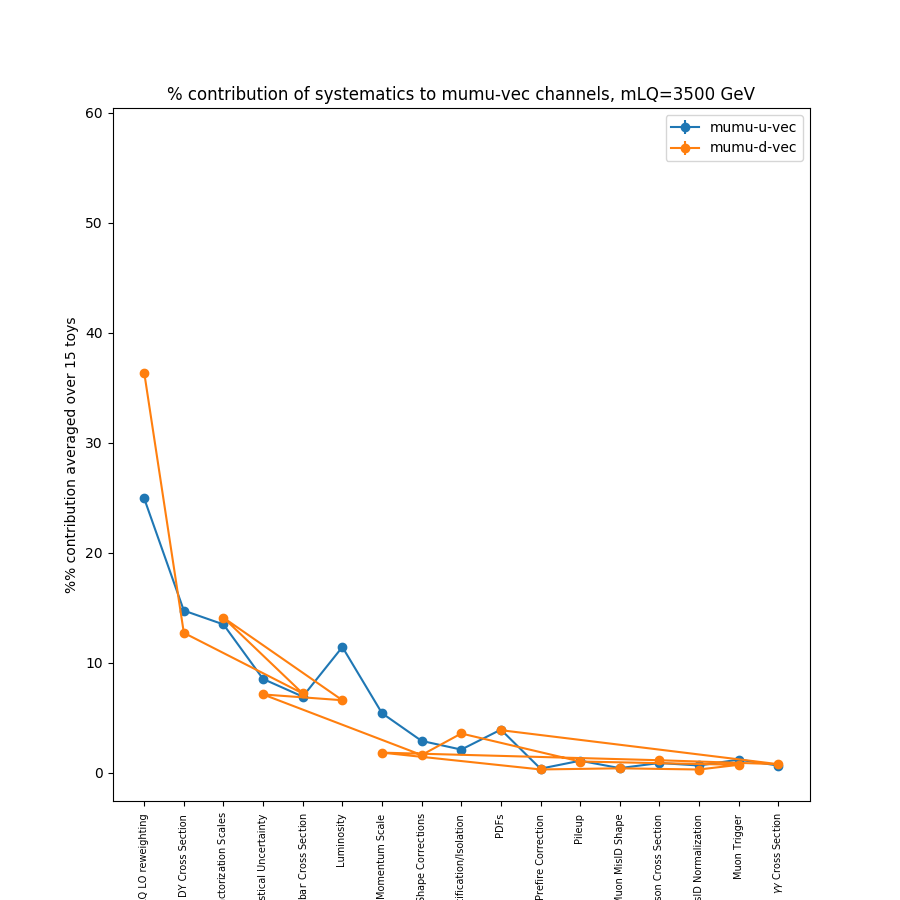 % contribution of systematics to mumu-vec channels, mLQ=3500 GeV
mumu-u-vec
mumu-d-vec
%% contribution averaged over 15 toys
60
50
40
30
20
10
0
Q LO reweighting
DY Cross Section
ctorization Scales
stical Uncertainty
bar Cross Section
Luminosity
Momentum Scale
Shape Corrections
tification/Isolation
PDFs
Prefire Correction
Pileup
Muon MisID Shape
son Cross Section
sID Normalization
Muon Trigger
γγ Cross Section